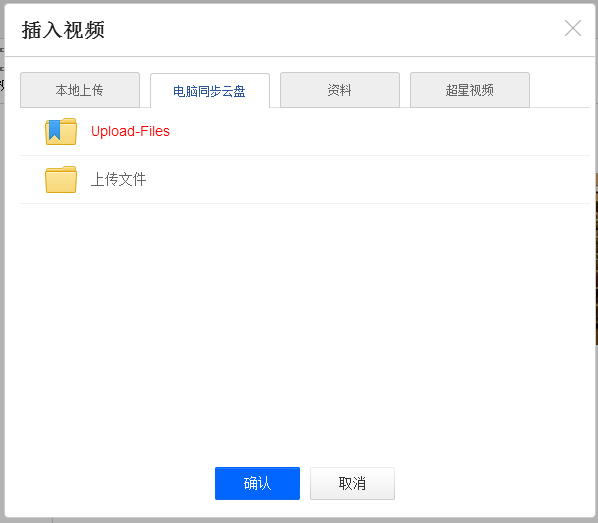 插入视频
本地上传 电脑同步云盘 资料 超星视频
Upload-Files
上传文件
确认 取消